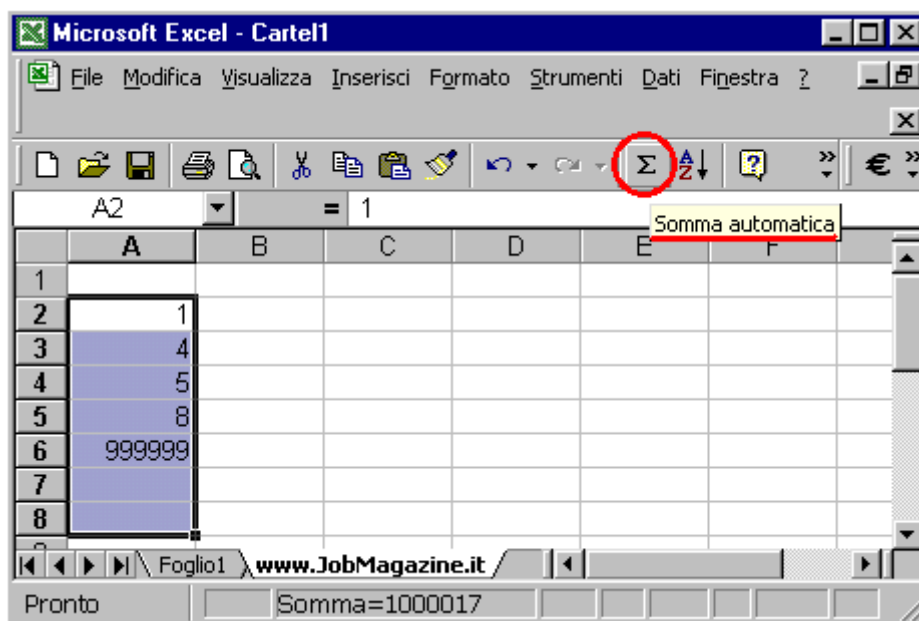 Microsoft Excel - Cartel1
File Modifica Visualizza Inserisci Formato Strumenti Dati Finestra ?
Σ A Z ? » € »
A2 = 1
Somma automatica
A B C D E F
1
2 1
3 4
4 5
5 8
6 999999
7
8
Foglio1 www.JobMagazine.it
Pronto Somma=1000017